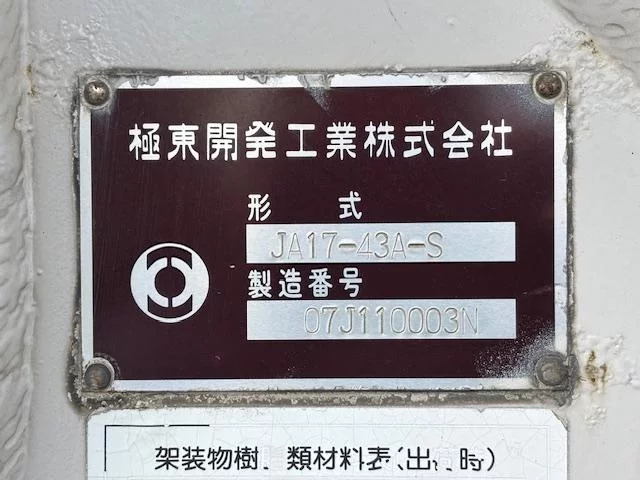 極東開発工業株式会社
形 式
JA17-43A-S
製造番号
07J110003N
架装物樹 類材料表(出 時)